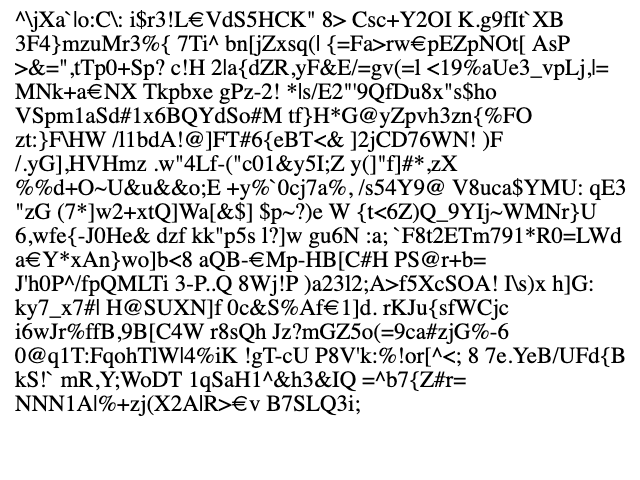 ^\jXa`|o:C\: i$r3!L€VdS5HCK" 8> Csc+Y2OI K.g9fIt`XB
3F4}mzuMr3%{ 7Ti^ bn[jZxsq(| {=Fa>rw€pEZpNOt[ AsP
>&=",tTp0+Sp? c!H 2|a{dZR,yF&E/=gv(=l <19%aUe3_vpLj,|=
MNk+a€NX Tkpbxe gPz-2! *|s/E2"'9QfDu8x"s$ho
VSpm1aSd#1x6BQYdSo#M tf}H*G@yZpvh3zn{%FO
zt:}F\HW /l1bdA!@]FT#6{eBT<& ]2jCD76WN! )F
/.yG],HVHmz .w"4Lf-("c01&y5I;Z y(]"f]#*,zX
%%d+O~U&u&&o;E +y%`0cj7a%, /s54Y9@ V8uca$YMU: qE3
"zG (7*]w2+xtQ]Wa[&$] $p~?)e W {t<6Z)Q_9YIj~WMNr}U
6,wfe{-J0He& dzf kk"p5s l?]w gu6N :a; `F8t2ETm791*R0=LWd
a€Y*xAn}wo]b<8 aQB-€Mp-HB[C#H PS@r+b=
J'h0P^/fpQMLTi 3-P..Q 8Wj!P )a23l2;A>f5XcSOA! I\s)x h]G:
ky7_x7#| H@SUXN]f 0c&S%Af€1]d. rKJu{sfWCjc
i6wJr%ffB,9B[C4W r8sQh Jz?mGZ5o(=9ca#zjG%-6
0@q1T:FqohTlWl4%iK !gT-cU P8V'k:%!or[^<; 8 7e.YeB/UFd{B
kS!` mR,Y;WoDT 1qSaH1^&h3&IQ =^b7{Z#r=
NNN1A|%+zj(X2A|R>€v B7SLQ3i;